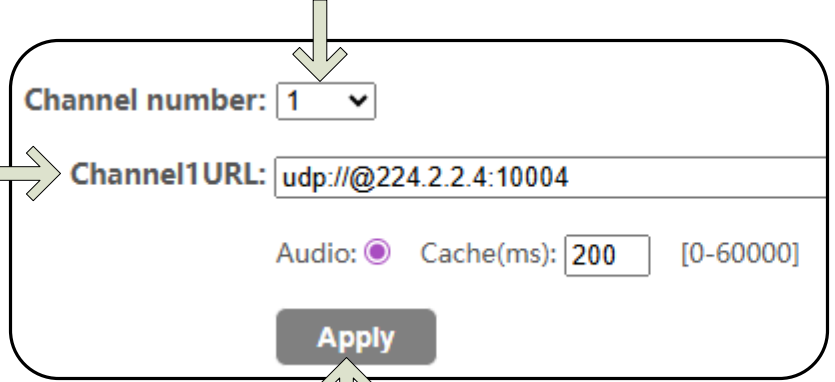 Channel number: 1
Channel1URL: udp://@224.2.2.4:10004
Audio: Cache(ms): 200 [0-60000]
Apply